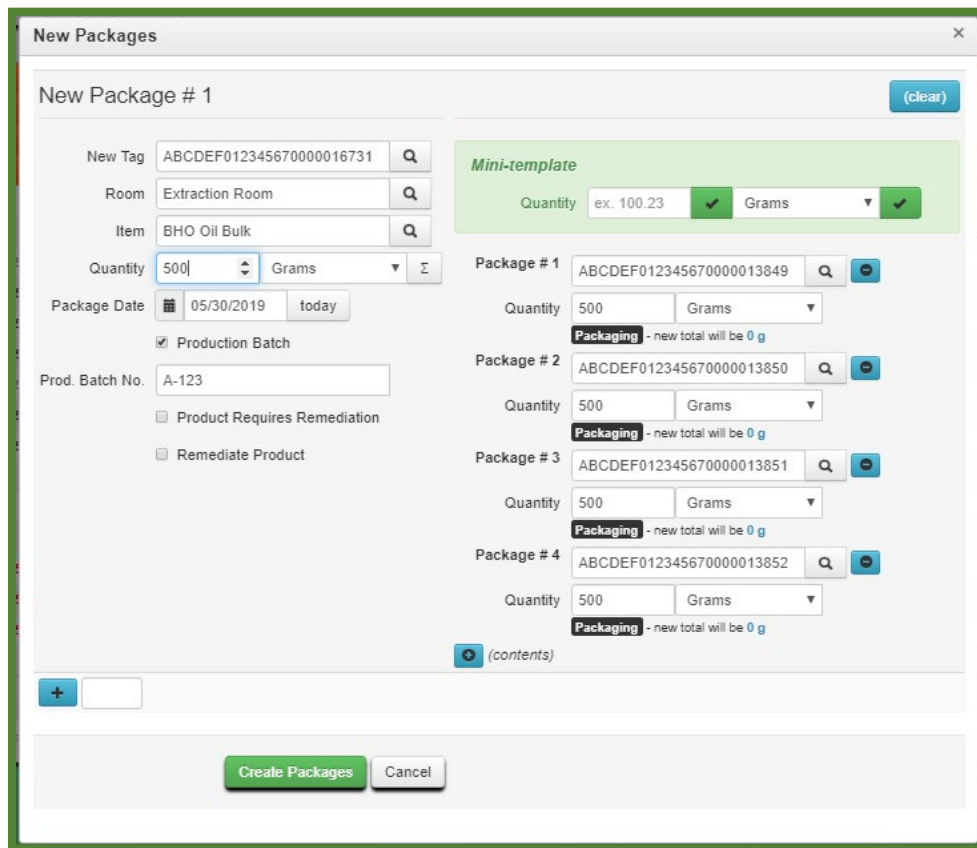 New Packages ×
New Package # 1
(clear)
New Tag ABCDEF012345670000016731
Room Extraction Room
Item BHO Oil Bulk
Quantity 500 Grams Σ
Package Date 05/30/2019 today
Production Batch
Prod. Batch No. A-123
Product Requires Remediation
Remediate Product
Mini-template
Quantity ex. 100.23 Grams
Package # 1 ABCDEF012345670000013849
Quantity 500 Grams
Packaging - new total will be 0 g
Package # 2 ABCDEF012345670000013850
Quantity 500 Grams
Packaging - new total will be 0 g
Package # 3 ABCDEF012345670000013851
Quantity 500 Grams
Packaging - new total will be 0 g
Package # 4 ABCDEF012345670000013852
Quantity 500 Grams
Packaging - new total will be 0 g
(contents)
Create Packages Cancel